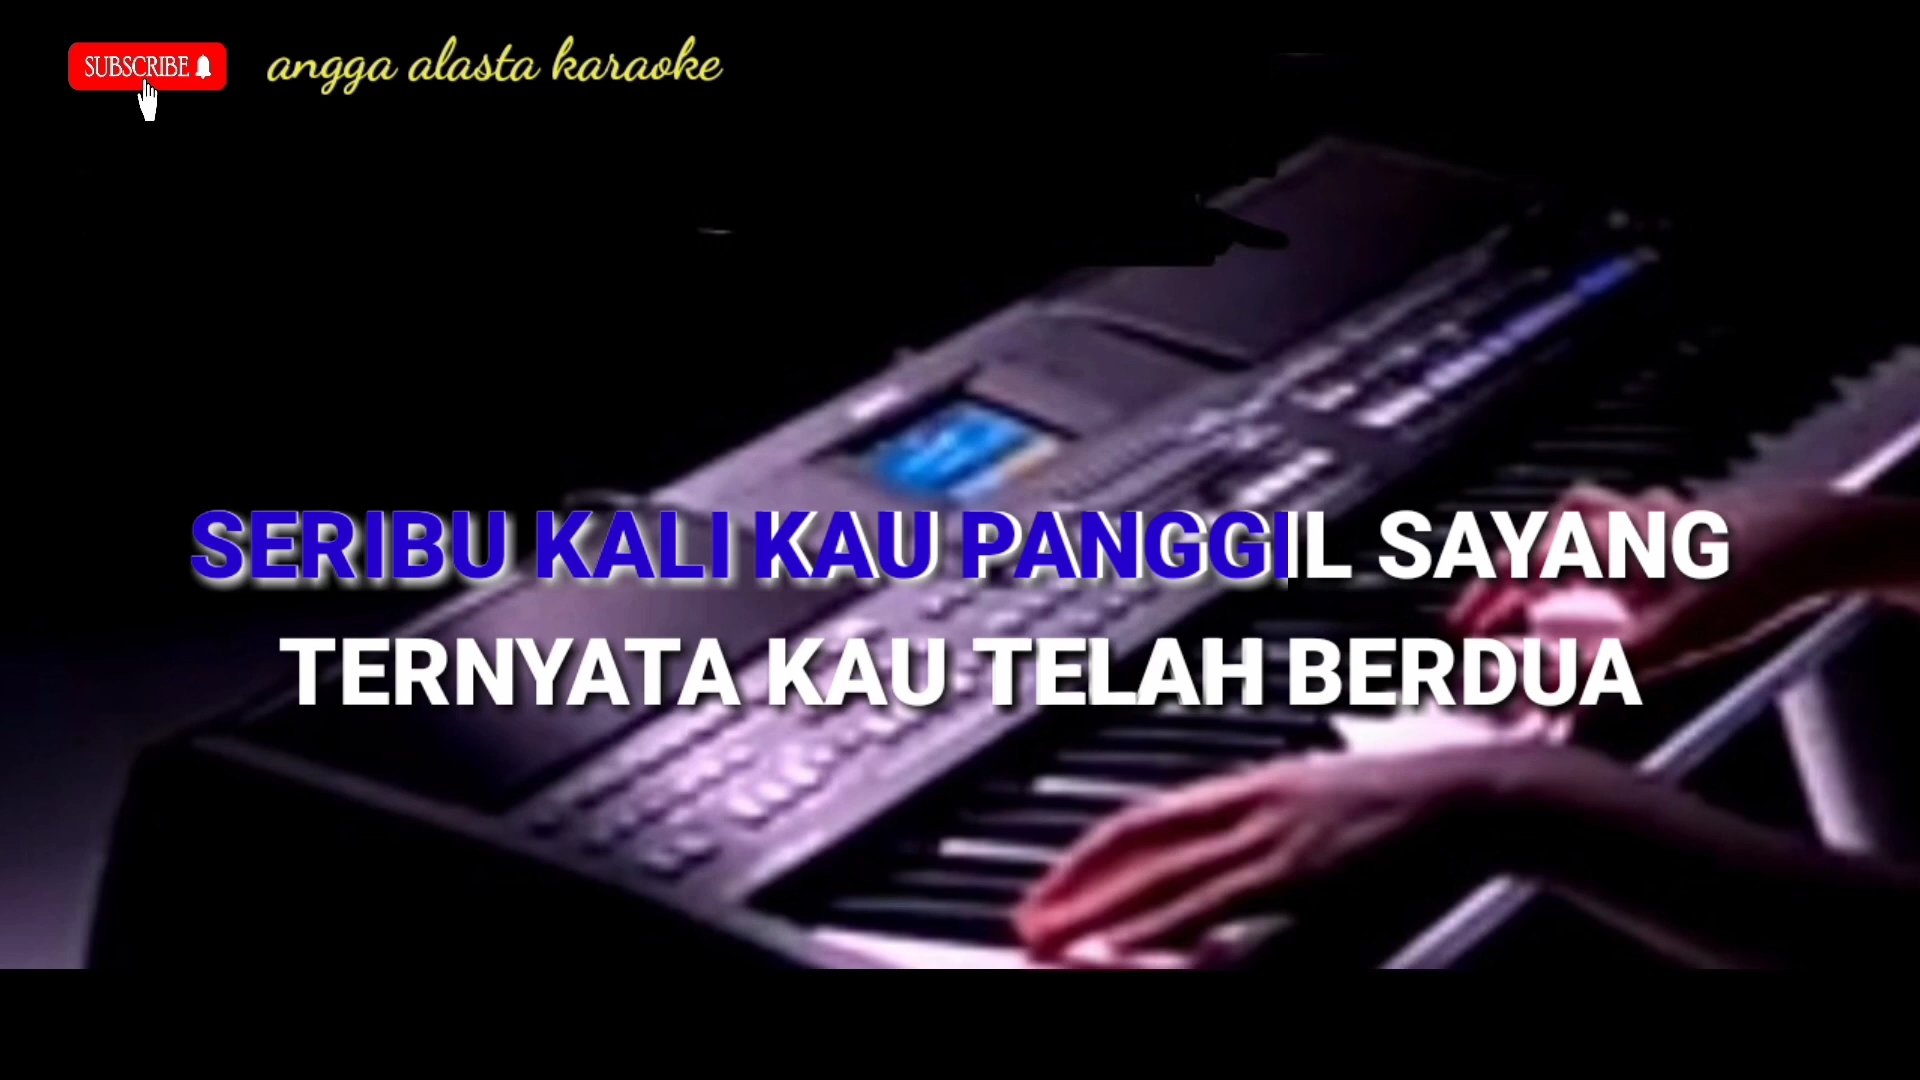 SUBSCRIBE
angga alasta karaoke
SERIBU KALI KAU PANGGIL SAYANG
TERNYATA KAU TELAH BERDUA